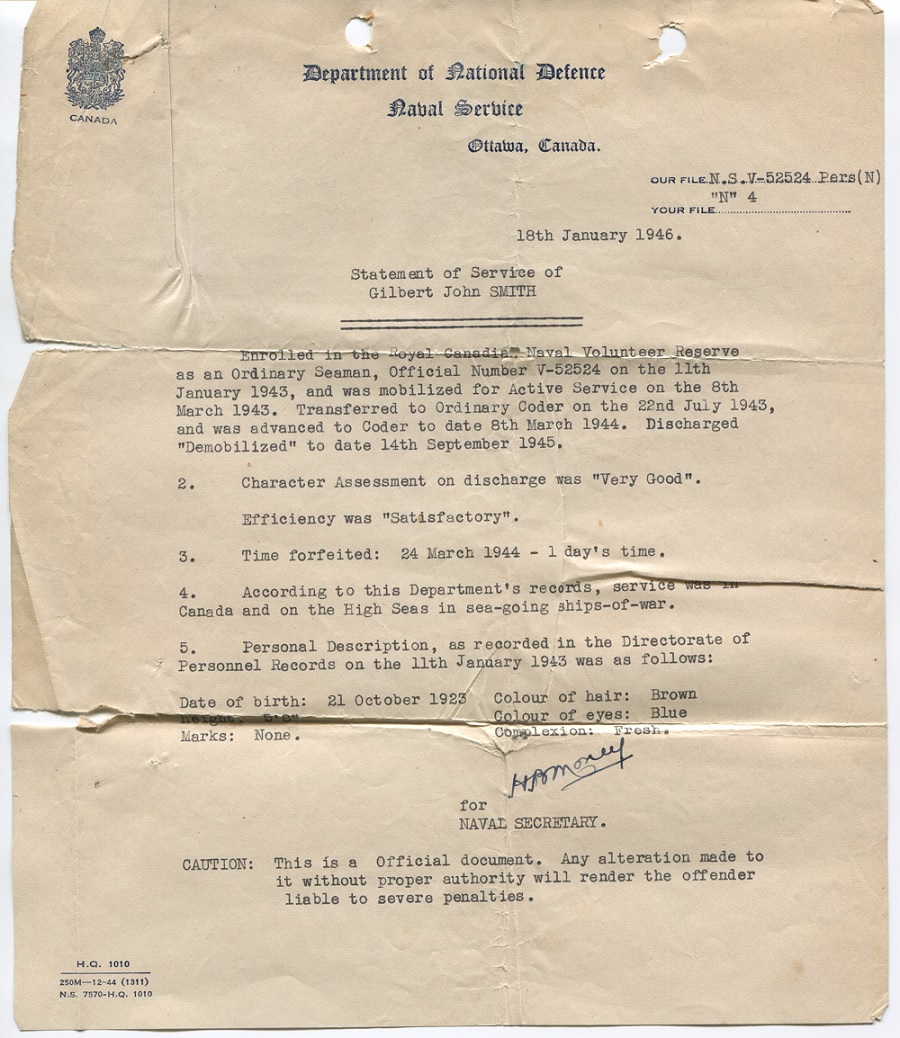 CANADA
Department of National Defence
Naval Service
Ottawa, Canada.
OUR FILE N.S.V-52524 Pers(N)
"N" 4
YOUR FILE
18th January 1946.
Statement of Service of
Gilbert John SMITH
Enrolled in the Royal Canadian Naval Volunteer Reserve
as an Ordinary Seaman, Official Number V-52524 on the 11th
January 1943, and was mobilized for Active Service on the 8th
March 1943. Transferred to Ordinary Coder on the 22nd July 1943,
and was advanced to Coder to date 8th March 1944. Discharged
"Demobilized" to date 14th September 1945.
2. Character Assessment on discharge was "Very Good".
Efficiency was "Satisfactory".
3. Time forfeited: 24 March 1944 - 1 day's time.
4. According to this Department's records, service was in
Canada and on the High Seas in sea-going ships-of-war.
5. Personal Description, as recorded in the Directorate of
Personnel Records on the 11th January 1943 was as follows:
Date of birth: 21 October 1923 Colour of hair: Brown
Height: Colour of eyes: Blue
Marks: None. Complexion: Fresh.
for
NAVAL SECRETARY.
CAUTION: This is a Official document. Any alteration made to
it without proper authority will render the offender
liable to severe penalties.
H.Q. 1010
250M—12-44 (1311)
N.S. 7570-H.Q. 1010